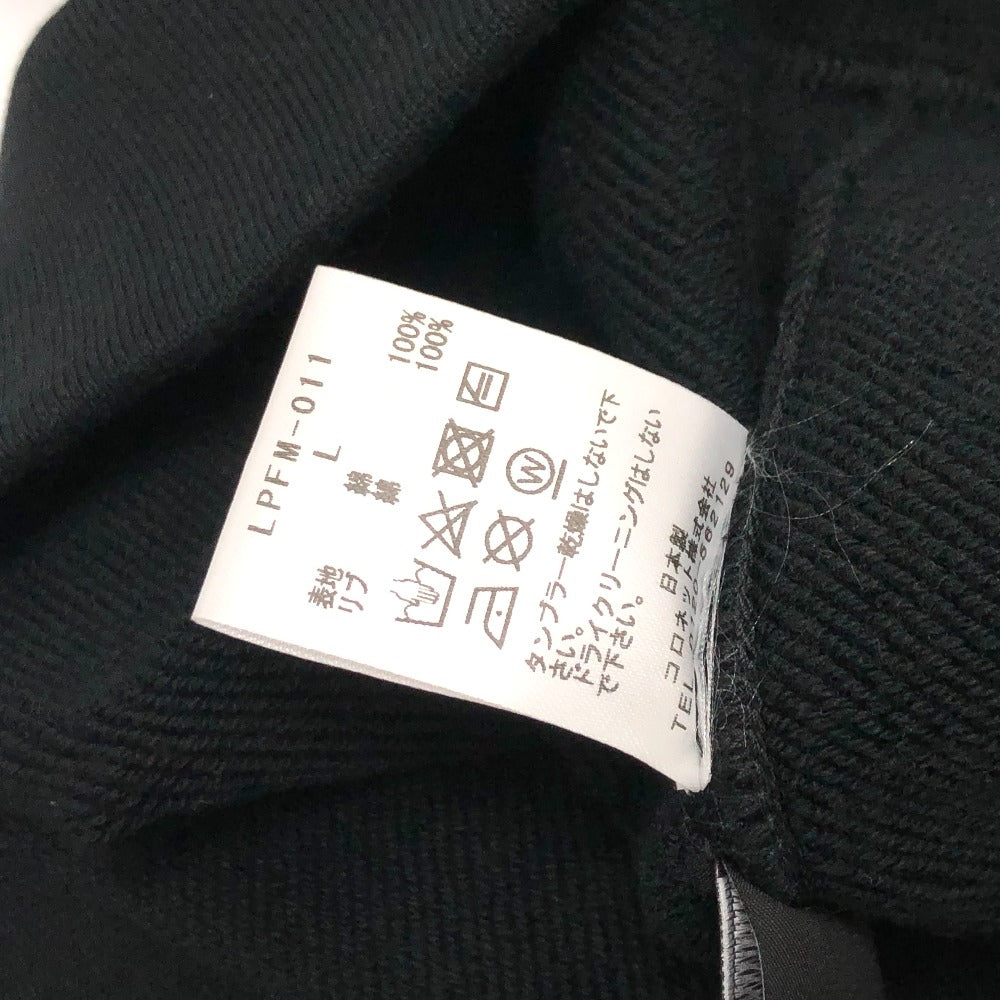 LPFM-011
L
表地 綿 100%
リブ 綿 100%
W
タンブラー乾燥はしないで下
さい。
ドライクリーニングはしない
で下さい。
日本製
コロネット株式会社
TEL